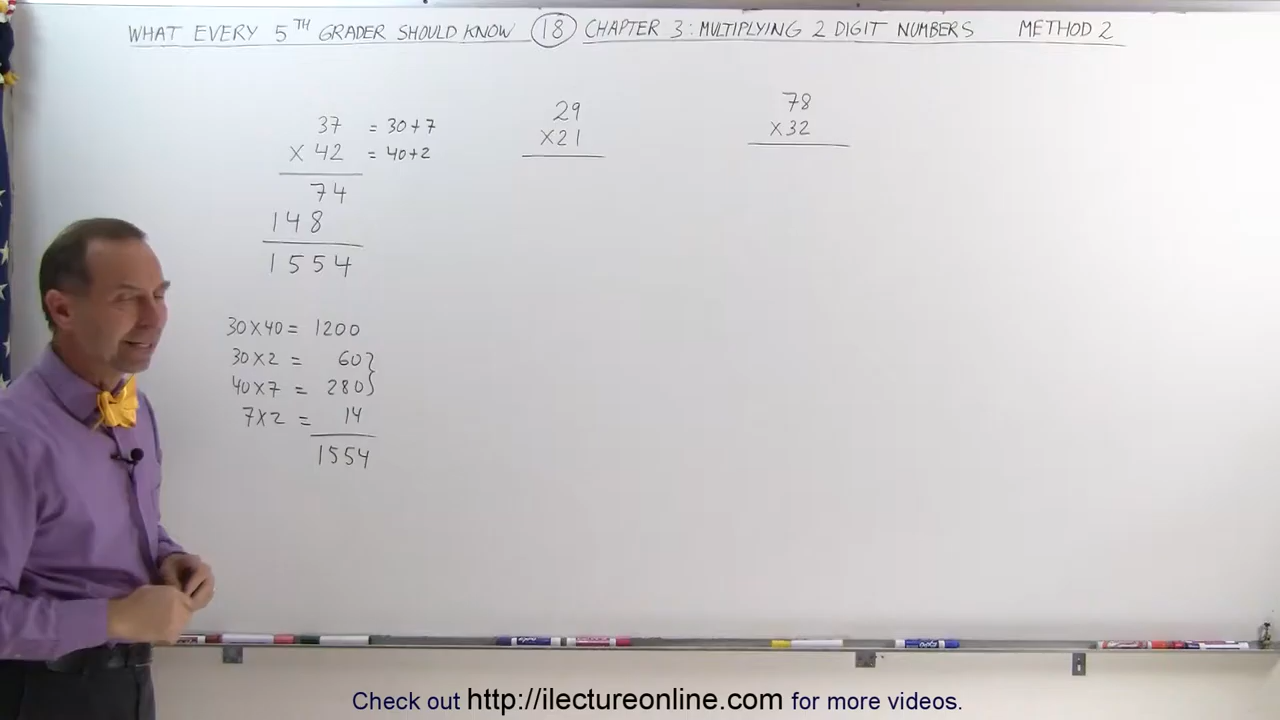 WHAT EVERY 5TH GRADER SHOULD KNOW 18 CHAPTER 3: MULTIPLYING 2 DIGIT NUMBERS METHOD 2
37 = 30+7
X 42 = 40+2
74
148
1554
30X40 = 1200
30X2 = 60}
40X7 = 280}
7X2 = 14
1554
29
X21
78
X32
Check out http://ilectureonline.com for more videos.